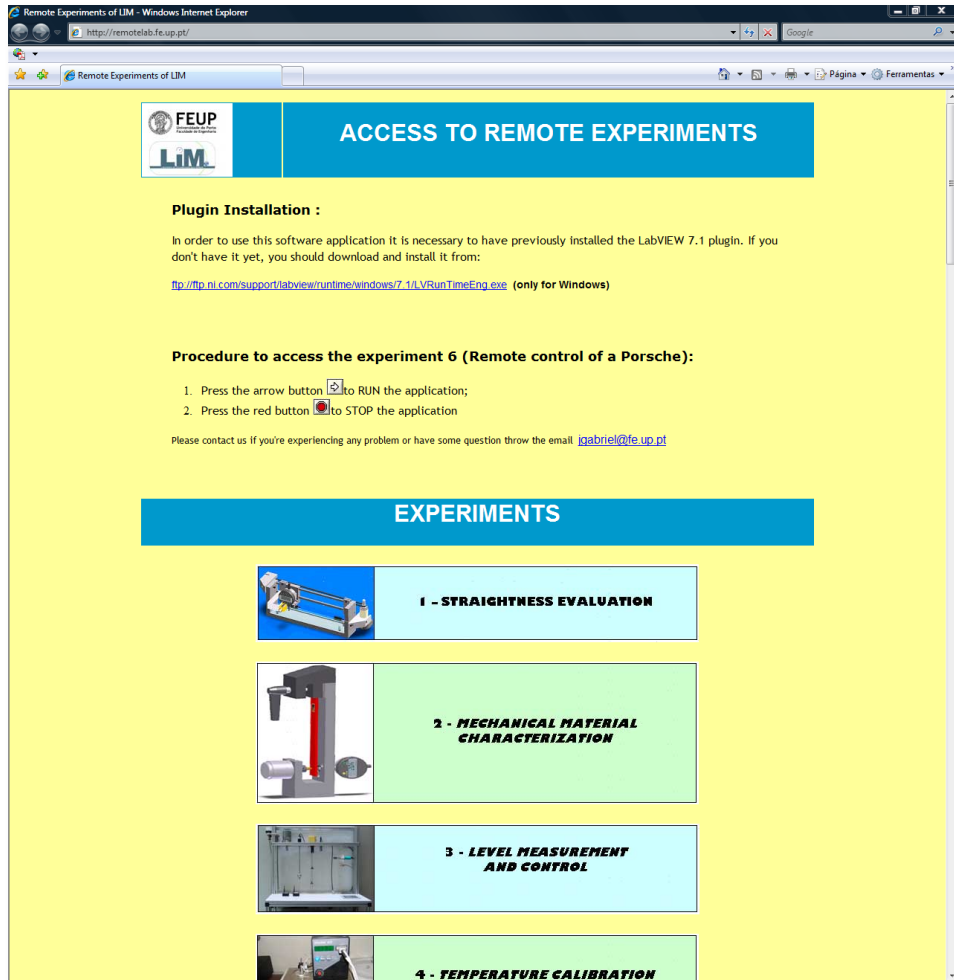 Remote Experiments of LIM - Windows Internet Explorer
http://remotelab.fe.up.pt/
Google
Remote Experiments of LIM
Página
Ferramentas
FEUP
Universidade do Porto
Faculdade de Engenharia
LiM
ACCESS TO REMOTE EXPERIMENTS
Plugin Installation :
In order to use this software application it is necessary to have previously installed the LabVIEW 7.1 plugin. If you
don't have it yet, you should download and install it from:
ftp://ftp.ni.com/support/labview/runtime/windows/7.1/LVRunTimeEng.exe (only for Windows)
Procedure to access the experiment 6 (Remote control of a Porsche):
1. Press the arrow button to RUN the application;
2. Press the red button to STOP the application
Please contact us if you're experiencing any problem or have some question throw the email jgabriel@fe.up.pt
EXPERIMENTS
1 - STRAIGHTNESS EVALUATION
2 - MECHANICAL MATERIAL
CHARACTERIZATION
3 - LEVEL MEASUREMENT
AND CONTROL
4 - TEMPERATURE CALIBRATION